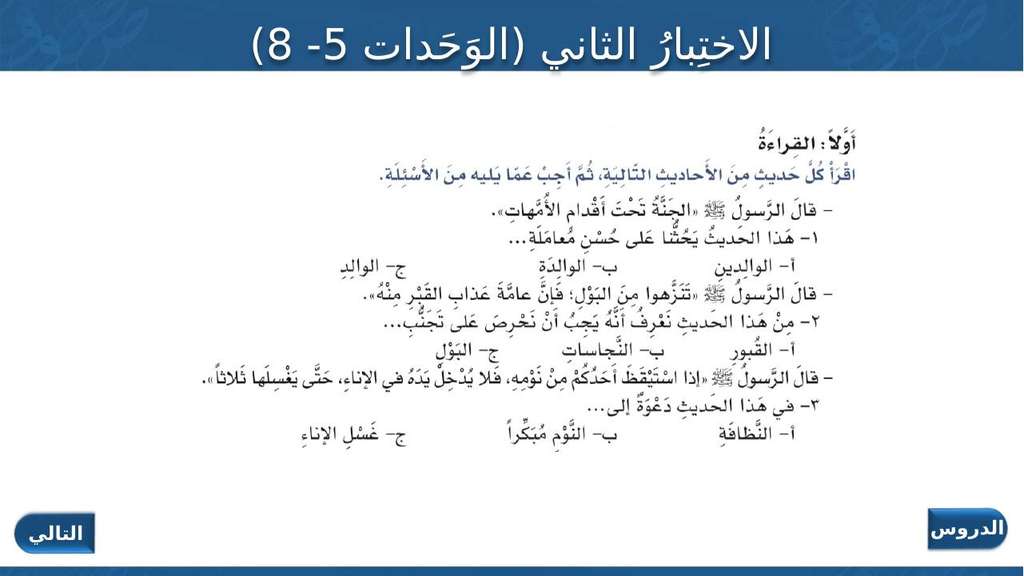 الاختِبارُ الثاني (الوَحَدات 5- 8)
أَوَّلاً: القِراءَةُ
اقْرَأْ كُلَّ حَديثٍ مِنَ الأَحاديثِ التّالِيَةِ، ثُمَّ أَجِبْ عَمّا يَليه مِنَ الأَسْئِلَةِ.
– قالَ الرَّسولُ ﷺ «الجَنَّةُ تَحْتَ أَقْدامِ الأُمَّهاتِ».
١– هَذا الحَديثُ يَحُثُّنا عَلى حُسْنِ مُعامَلَةِ...
أ– الوالِدينِ ب– الوالِدَةِ ج– الوالِدِ
– قالَ الرَّسولُ ﷺ «تَنَزَّهوا مِنَ البَوْلِ؛ فَإنَّ عامَّةَ عَذابِ القَبْرِ مِنْهُ».
٢– مِنْ هَذا الحَديثِ نَعْرِفُ أَنَّهُ يَجِبُ أَنْ نَحْرِصَ عَلى تَجَنُّبِ...
أ– القُبورِ ب– النَّجاساتِ ج– البَوْلِ
– قالَ الرَّسولُ ﷺ «إذا اسْتَيْقَظَ أَحَدُكُمْ مِنْ نَوْمِهِ، فَلا يُدْخِلْ يَدَهُ في الإناءِ، حَتَّى يَغْسِلَها ثَلاثاً».
٣– في هَذا الحَديثِ دَعْوَةٌ إلى...
أ– النَّظافَةِ ب– النَّوْمِ مُبَكِّراً ج– غَسْلِ الإناءِ
الدروس
التالي